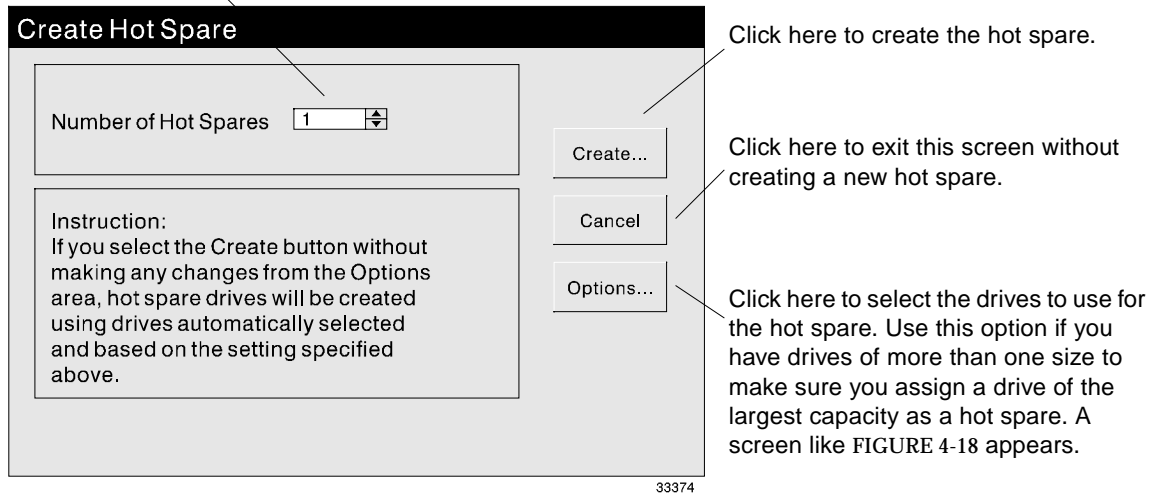 Create Hot Spare
Number of Hot Spares 1
Instruction:
If you select the Create button without
making any changes from the Options
area, hot spare drives will be created
using drives automatically selected
and based on the setting specified
above.
Create...
Cancel
Options...
Click here to create the hot spare.
Click here to exit this screen without
creating a new hot spare.
Click here to select the drives to use for
the hot spare. Use this option if you
have drives of more than one size to
make sure you assign a drive of the
largest capacity as a hot spare. A
screen like FIGURE 4-18 appears.
33374